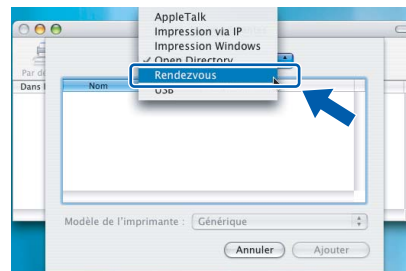 AppleTalk
Impression via IP
Impression Windows
✓ Open Directory
Rendezvous
USB
Par dé
Dans l
Nom
Modèle de l'imprimante : Générique
Annuler
Ajouter